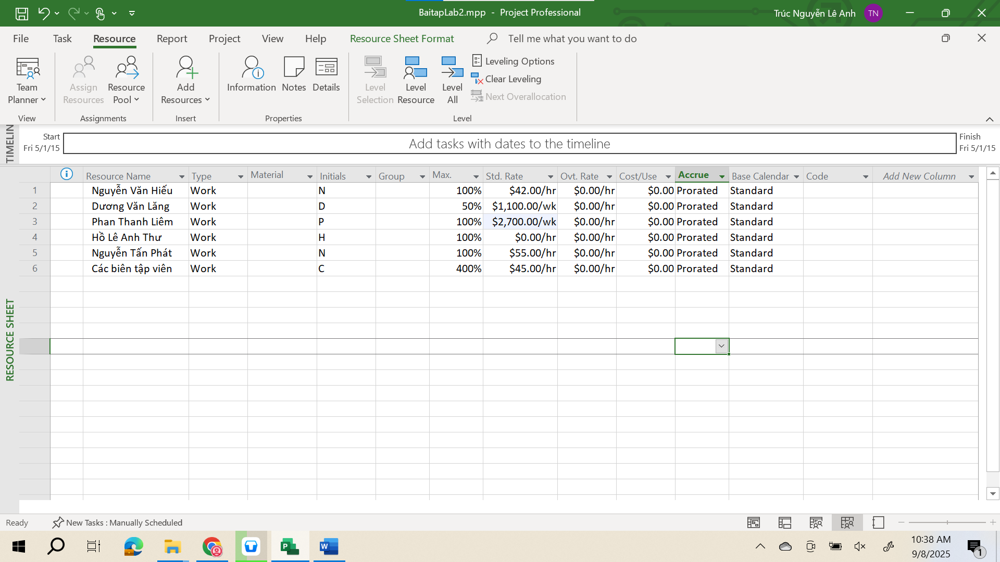 BaitapLab2.mpp - Project Professional
Trúc Nguyễn Lê Anh
TN
File Task Resource Report Project View Help Resource Sheet Format Tell me what you want to do
Team Planner
Assign Resources
Resource Pool
Add Resources
Information
Notes
Details
Level Selection
Level Resource
Level All
Leveling Options
Clear Leveling
Next Overallocation
View Assignments Insert Properties Level
TIMELIN
Start
Fri 5/1/15
Add tasks with dates to the timeline
Finish
Fri 5/1/15
RESOURCE SHEET
Resource Name Type Material Initials Group Max. Std. Rate Ovt. Rate Cost/Use Accrue Base Calendar Code Add New Column
1 Nguyễn Văn Hiếu Work N 100% $42.00/hr $0.00/hr $0.00 Prorated Standard
2 Dương Văn Lăng Work D 50% $1,100.00/wk $0.00/hr $0.00 Prorated Standard
3 Phan Thanh Liêm Work P 100% $2,700.00/wk $0.00/hr $0.00 Prorated Standard
4 Hồ Lê Anh Thư Work H 100% $0.00/hr $0.00/hr $0.00 Prorated Standard
5 Nguyễn Tấn Phát Work N 100% $55.00/hr $0.00/hr $0.00 Prorated Standard
6 Các biên tập viên Work C 400% $45.00/hr $0.00/hr $0.00 Prorated Standard
Ready New Tasks : Manually Scheduled
10:38 AM
9/8/2025
1